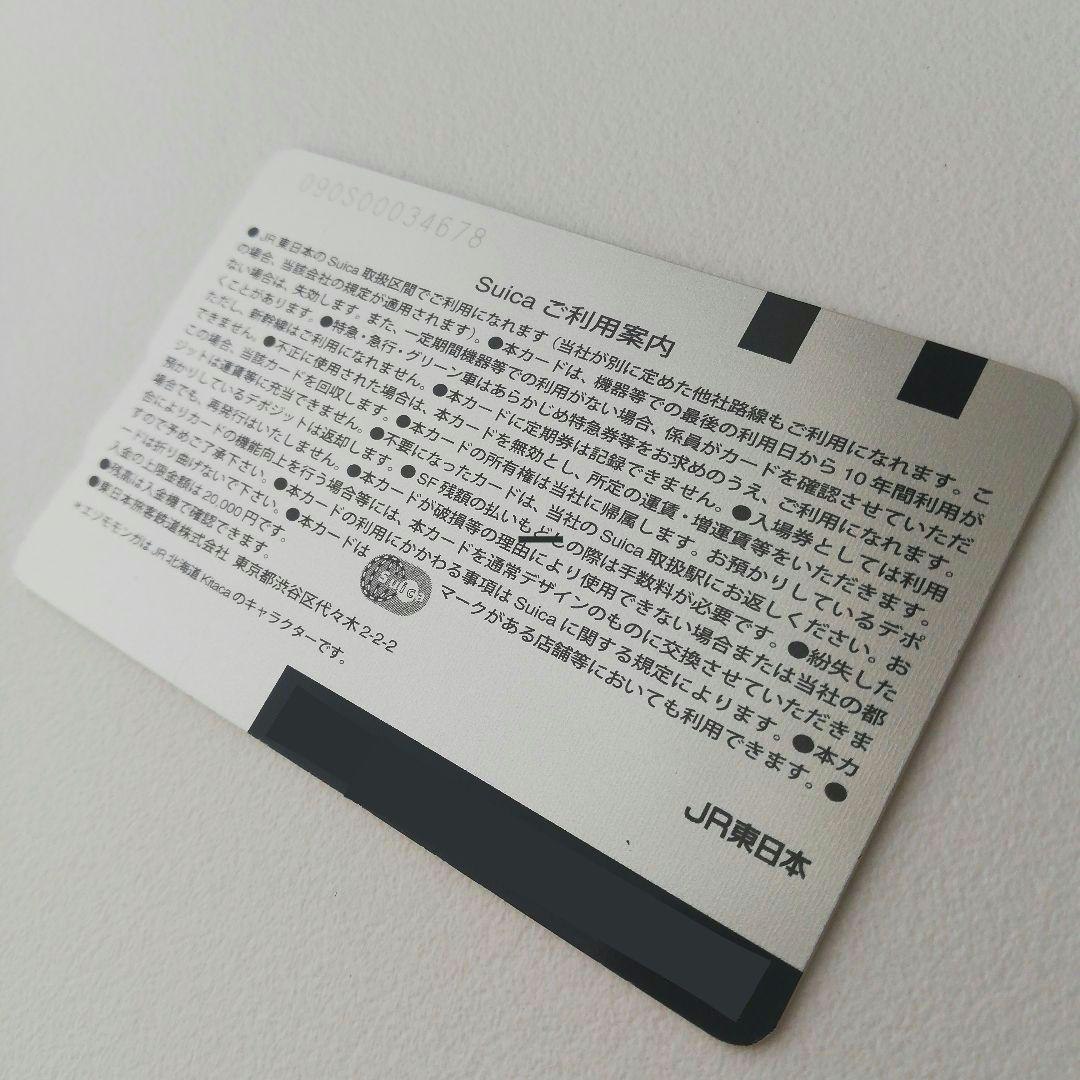 090S00034678
Suica ご利用案内
●JR東日本のSuica取扱区間でご利用になれます(当社が別に定めた他社路線もご利用になれます。こ
の場合、当該会社の規定が適用されます)。●本カードは、機器等での最後の利用日から10年間利用が
ない場合は、失効します。また、一定期間機器等での利用がない場合、係員がカードを確認させていただ
くことがあります。●特急・急行・グリーン車はあらかじめ特急券等をお求めのうえ、ご利用になれます。
ただし、新幹線はご利用になれません。●本カードに定期券は記録できません。●入場券としては利用
できません。●不正に使用された場合は、本カードを無効とし、所定の運賃・増運賃等をいただきます。
この場合、当該カードを回収します。●本カードの所有権は当社に帰属します。お預かりしているデポ
ジットは運賃等に充当できません。●不要になったカードは、当社のSuica取扱駅にお返しください。お
預かりしているデポジットは返却します。●SF残額の払いもどしの際は手数料が必要です。●紛失した
場合でも、再発行はいたしません。●本カードが破損等の理由により使用できない場合または当社の都
合によりカードの機能向上を行う場合等には、本カードを通常デザインのものに交換させていただきま
すので予めご了承下さい。●本カードの利用にかかわる事項はSuicaに関する規定によります。●本カ
ードは折り曲げないで下さい。●本カードは SUICA マークがある店舗等においても利用できます。●
入金の上限金額は20,000円です。
●残高は入金機で確認できます。
●東日本旅客鉄道株式会社 東京都渋谷区代々木2-2-2
*エゾモモンガは JR北海道 Kitacaのキャラクターです。
JR東日本